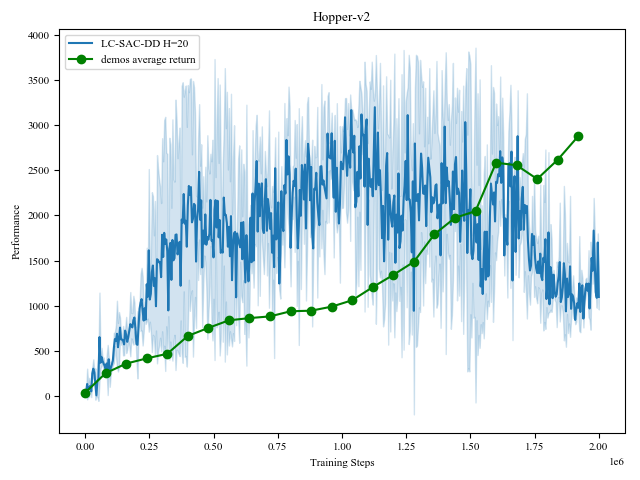 Hopper-v2
LC-SAC-DD H=20
demos average return
Performance
4000
3500
3000
2500
2000
1500
1000
500
0
0.00 0.25 0.50 0.75 1.00 1.25 1.50 1.75 2.00
1e6
Training Steps